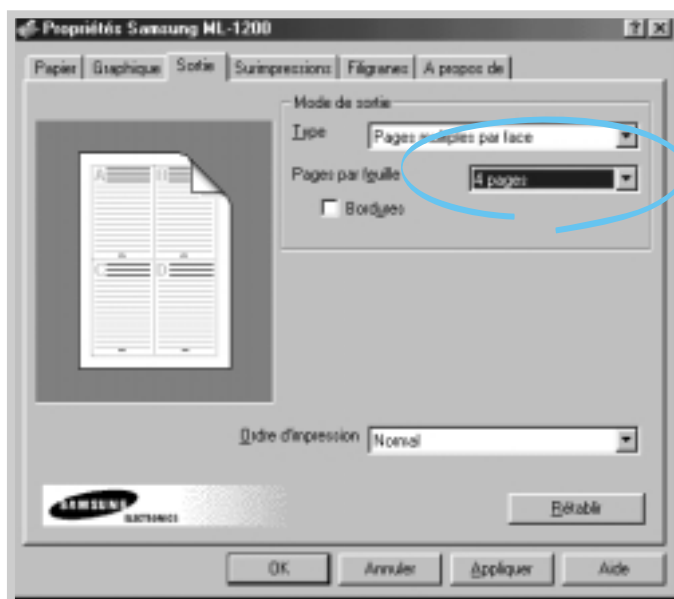 Propriétés Samsung ML-1200
Papier Graphique Sortie Surimpressions Filigranes A propos de
Mode de sortie
Type Pages multiples par face
Pages par feuille 4 pages
Bordures
A B
C D
Ordre d'impression Normal
SAMSUNG
ELECTRONICS
Rétablir
OK Annuler Appliquer Aide